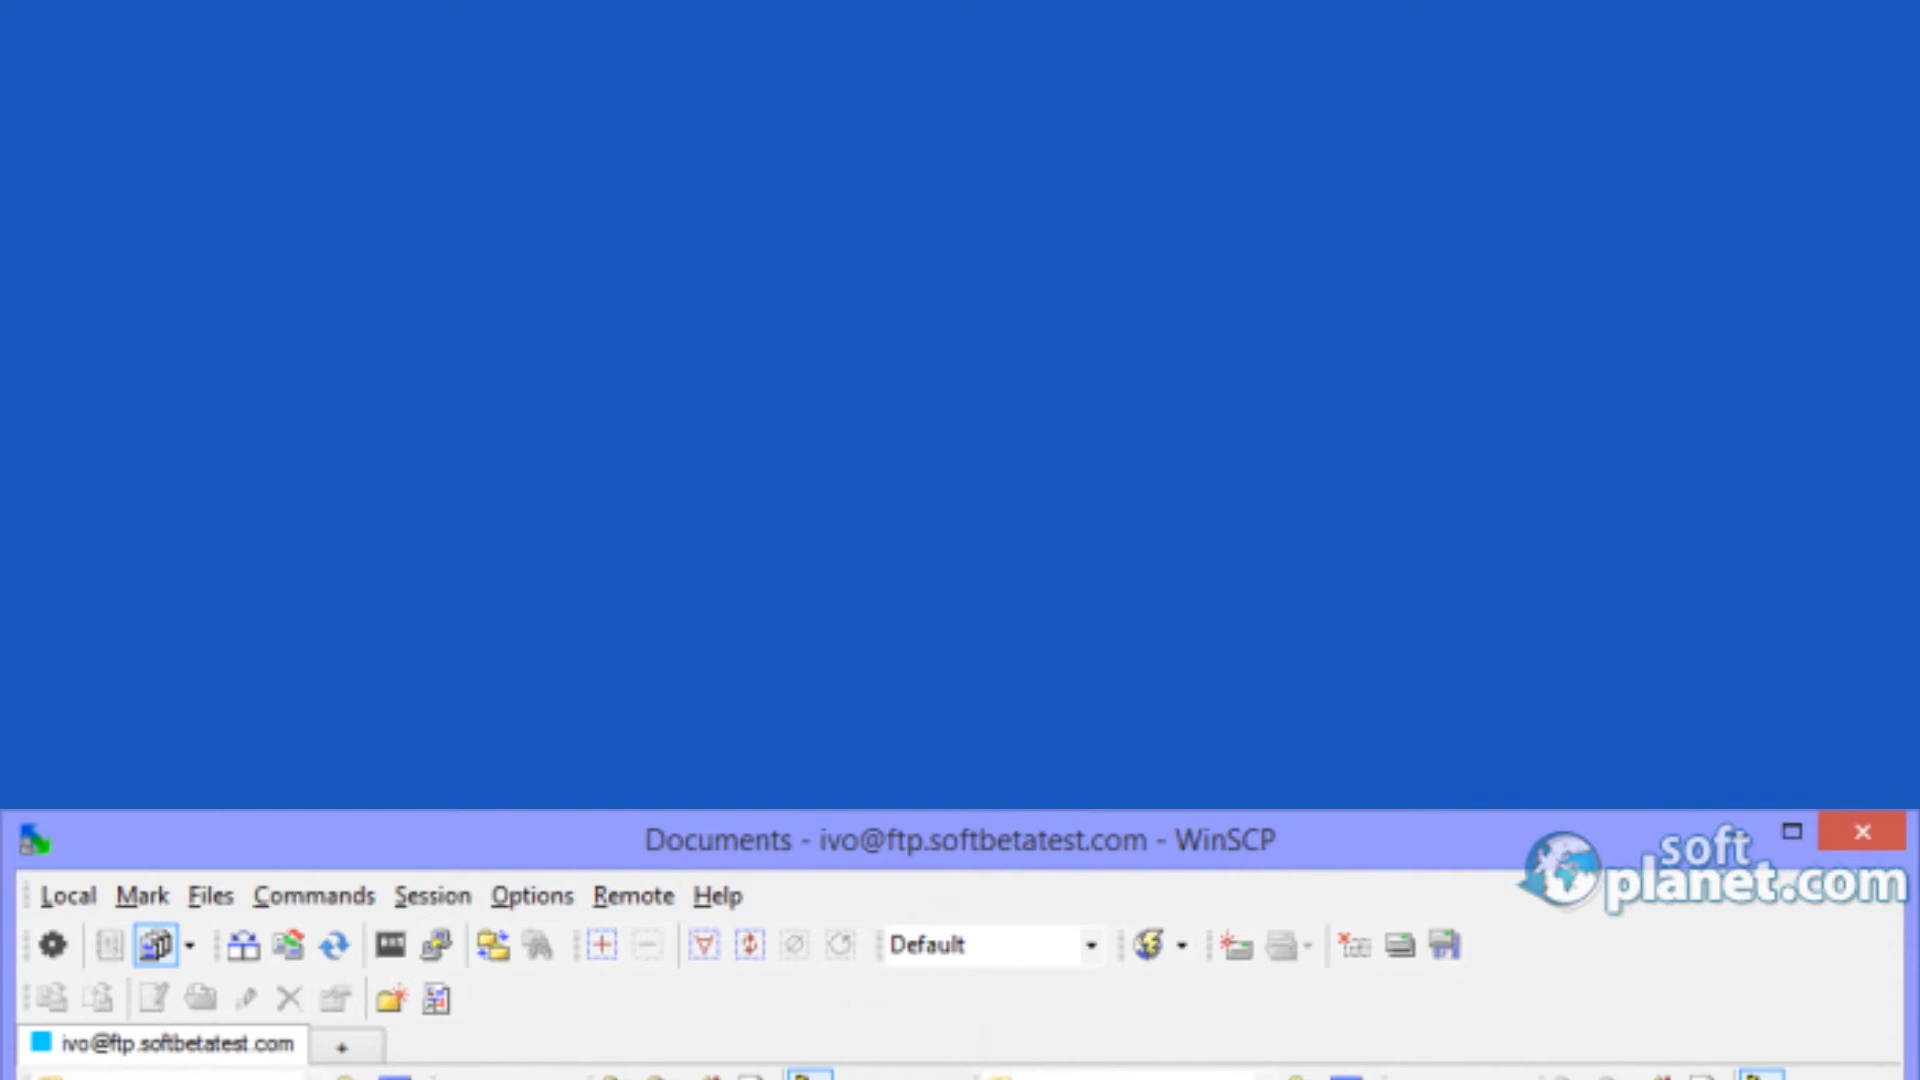 Documents - ivo@ftp.softbetatest.com - WinSCP
soft
planet.com
Local Mark Files Commands Session Options Remote Help
Default
ivo@ftp.softbetatest.com +